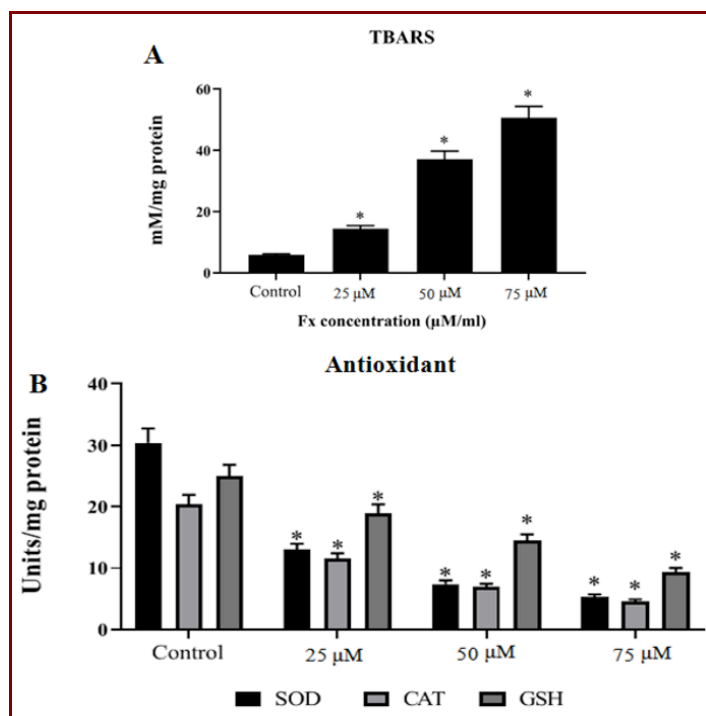 A
TBARS
mM/mg protein
60
40
20
0
*
*
*
Control 25 µM 50 µM 75 µM
Fx concentration (µM/ml)
B
Antioxidant
Units/mg protein
40
30
20
10
0
* * *
* * *
* * *
Control 25 µM 50 µM 75 µM
SOD CAT GSH